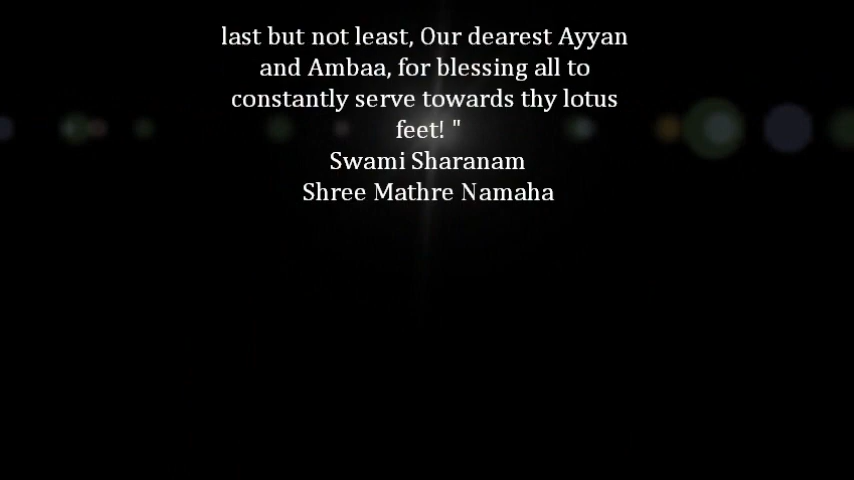 last but not least, Our dearest Ayyan
and Ambaa, for blessing all to
constantly serve towards thy lotus
feet! "
Swami Sharanam
Shree Mathre Namaha